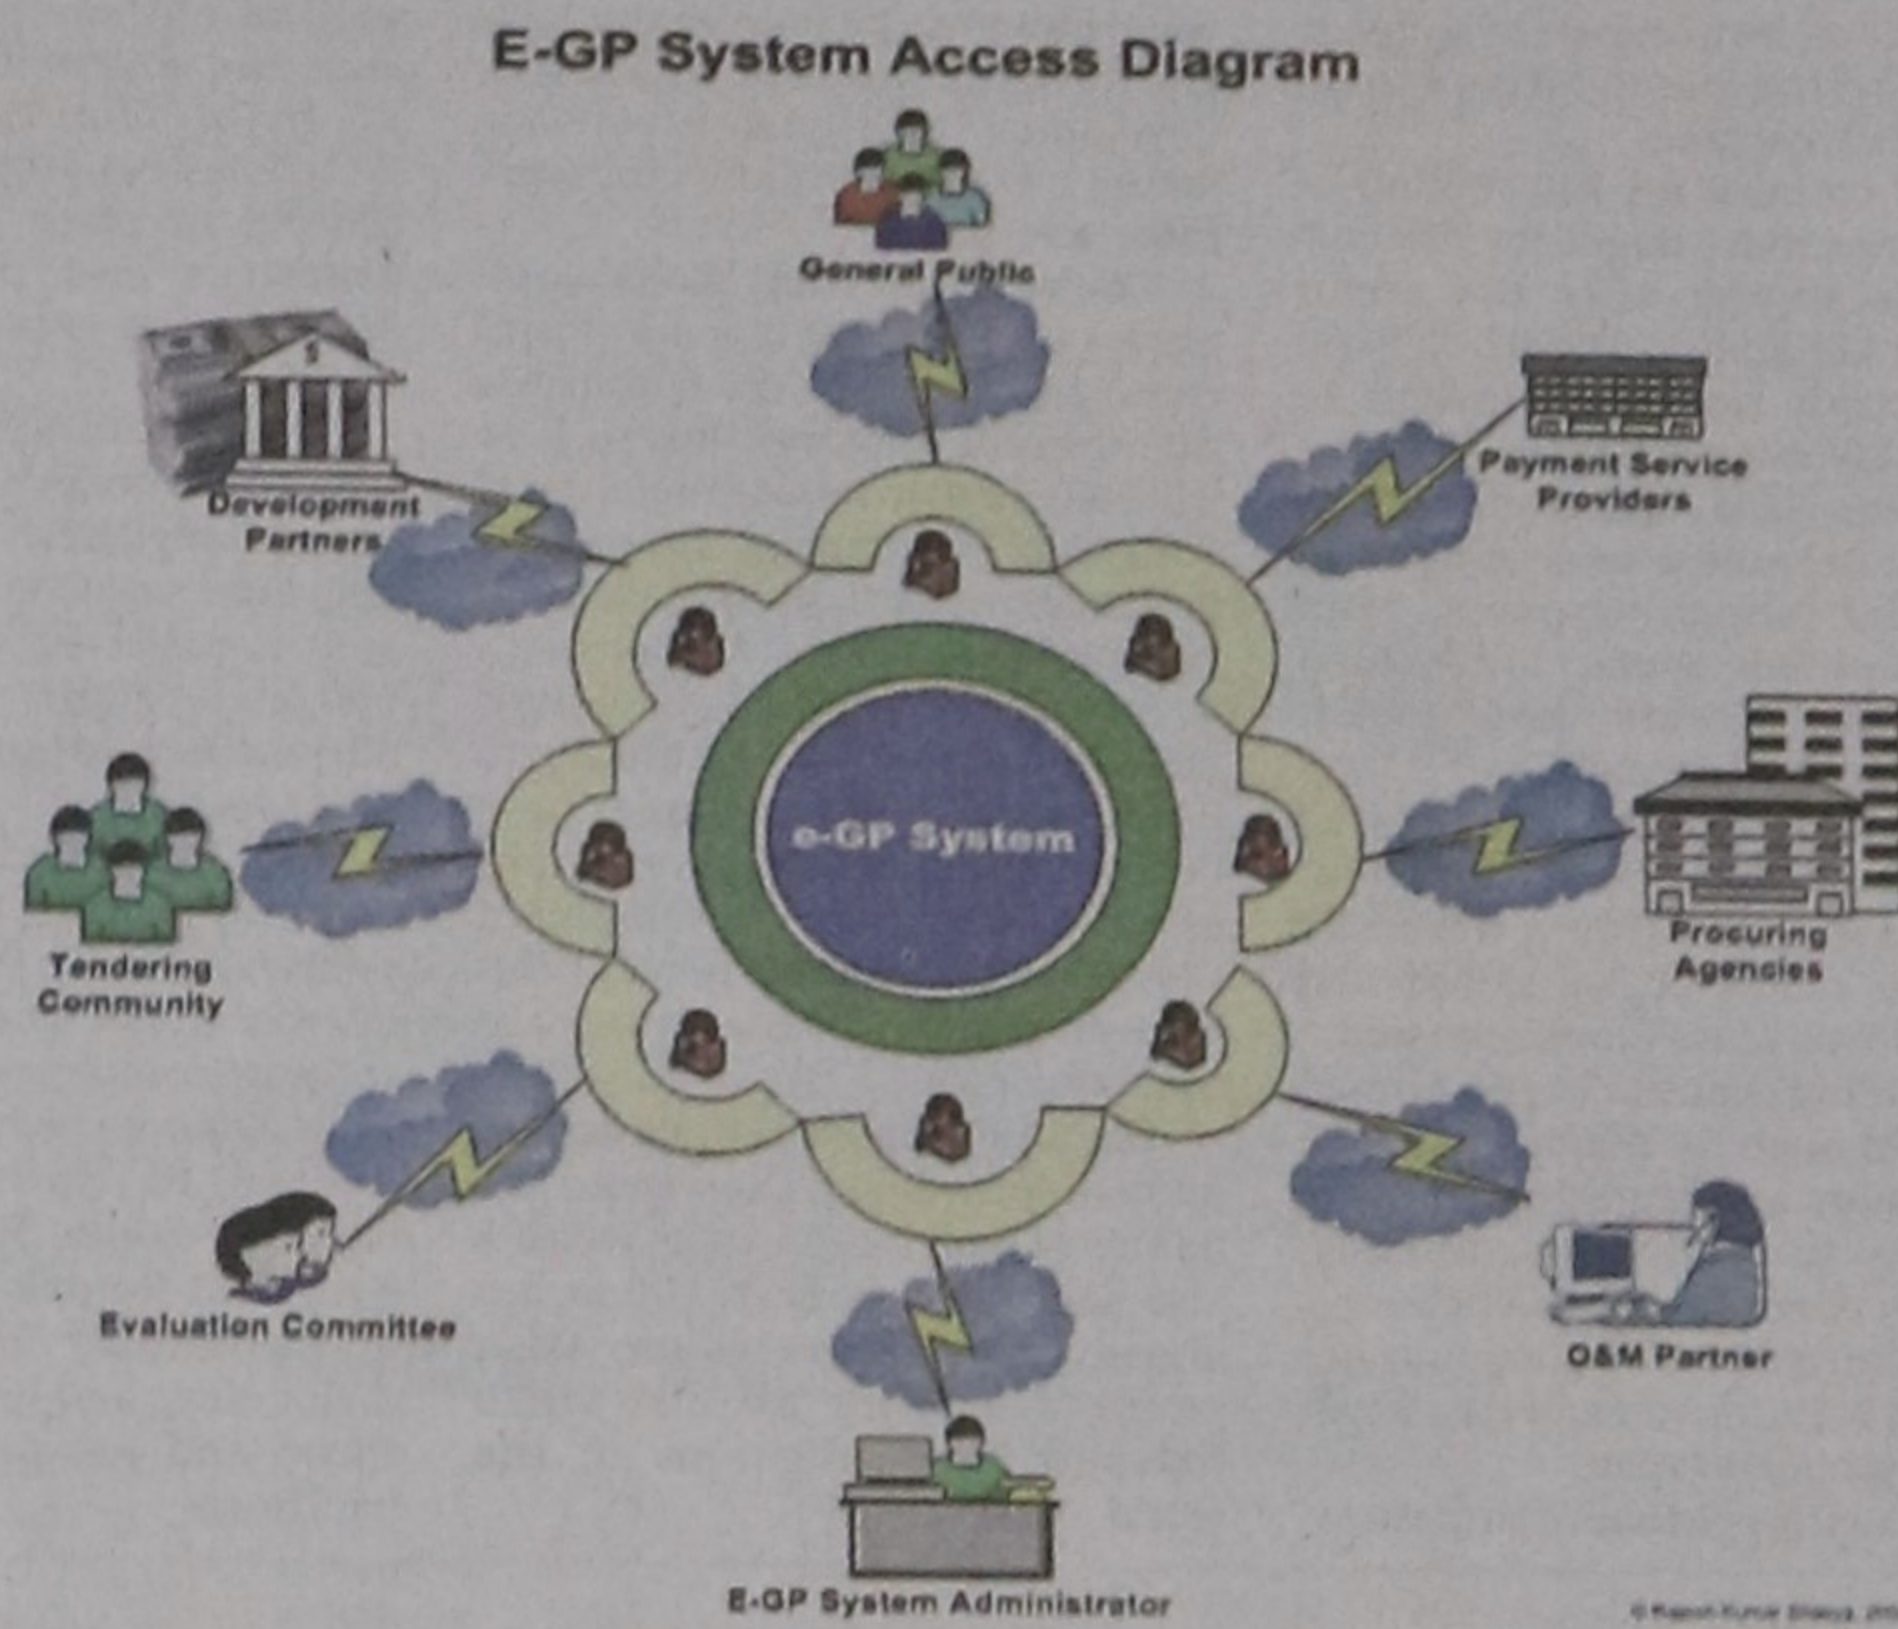 E-GP System Access Diagram
General Public
Development
Partners
Payment Service
Providers
e-GP System
Tendering
Community
Procuring
Agencies
Evaluation Committee
O&M Partner
E-GP System Administrator